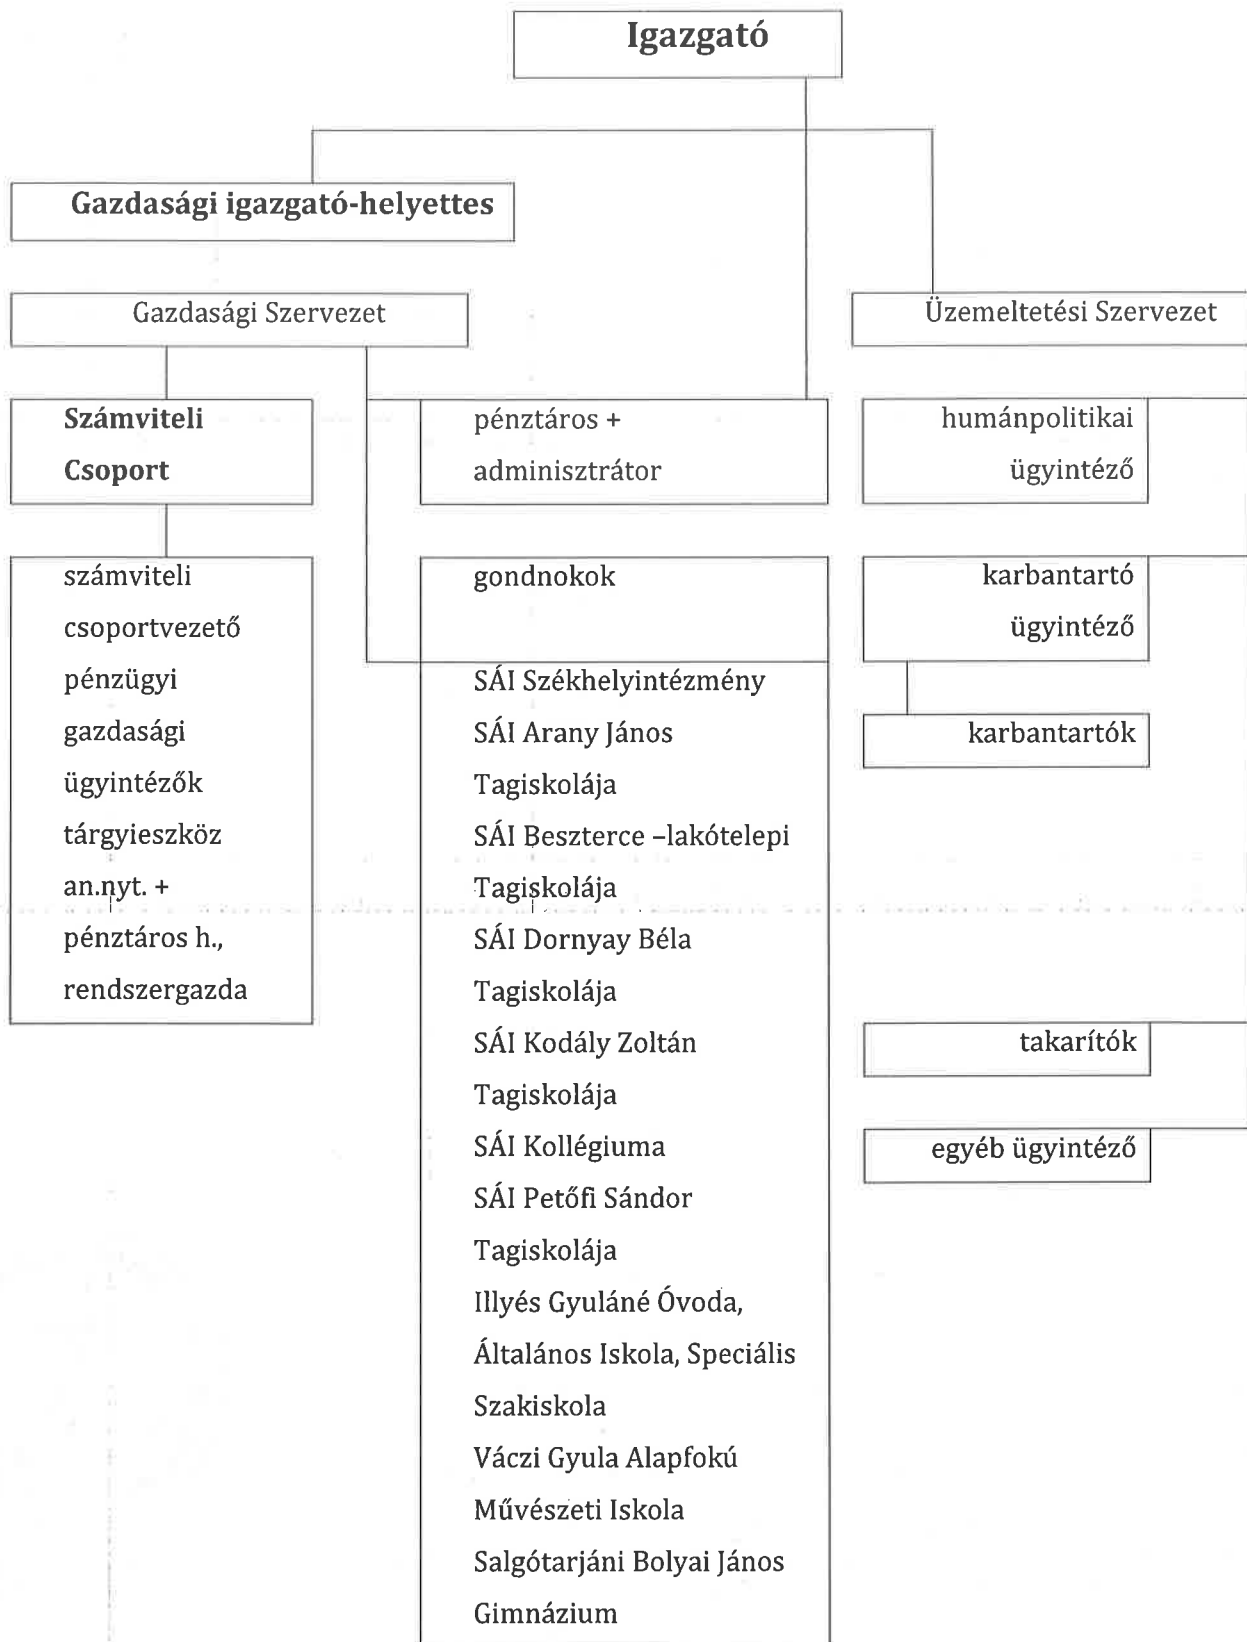 Igazgató
Gazdasági igazgató-helyettes
Gazdasági Szervezet
Üzemeltetési Szervezet
Számviteli
Csoport
pénztáros +
adminisztrátor
humánpolitikai
ügyintéző
számviteli
csoportvezető
pénzügyi
gazdasági
ügyintézők
tárgyieszköz
an.nyt. +
pénztáros h.,
rendszergazda
gondnokok
SÁI Székhelyintézmény
SÁI Arany János
Tagiskolája
SÁI Beszterce –lakótelepi
Tagiskolája
SÁI Dornyay Béla
Tagiskolája
SÁI Kodály Zoltán
Tagiskolája
SÁI Kollégiuma
SÁI Petőfi Sándor
Tagiskolája
Illyés Gyuláné Óvoda,
Általános Iskola, Speciális
Szakiskola
Váczi Gyula Alapfokú
Művészeti Iskola
Salgótarjáni Bolyai János
Gimnázium
karbantartó
ügyintéző
karbantartók
takarítók
egyéb ügyintéző